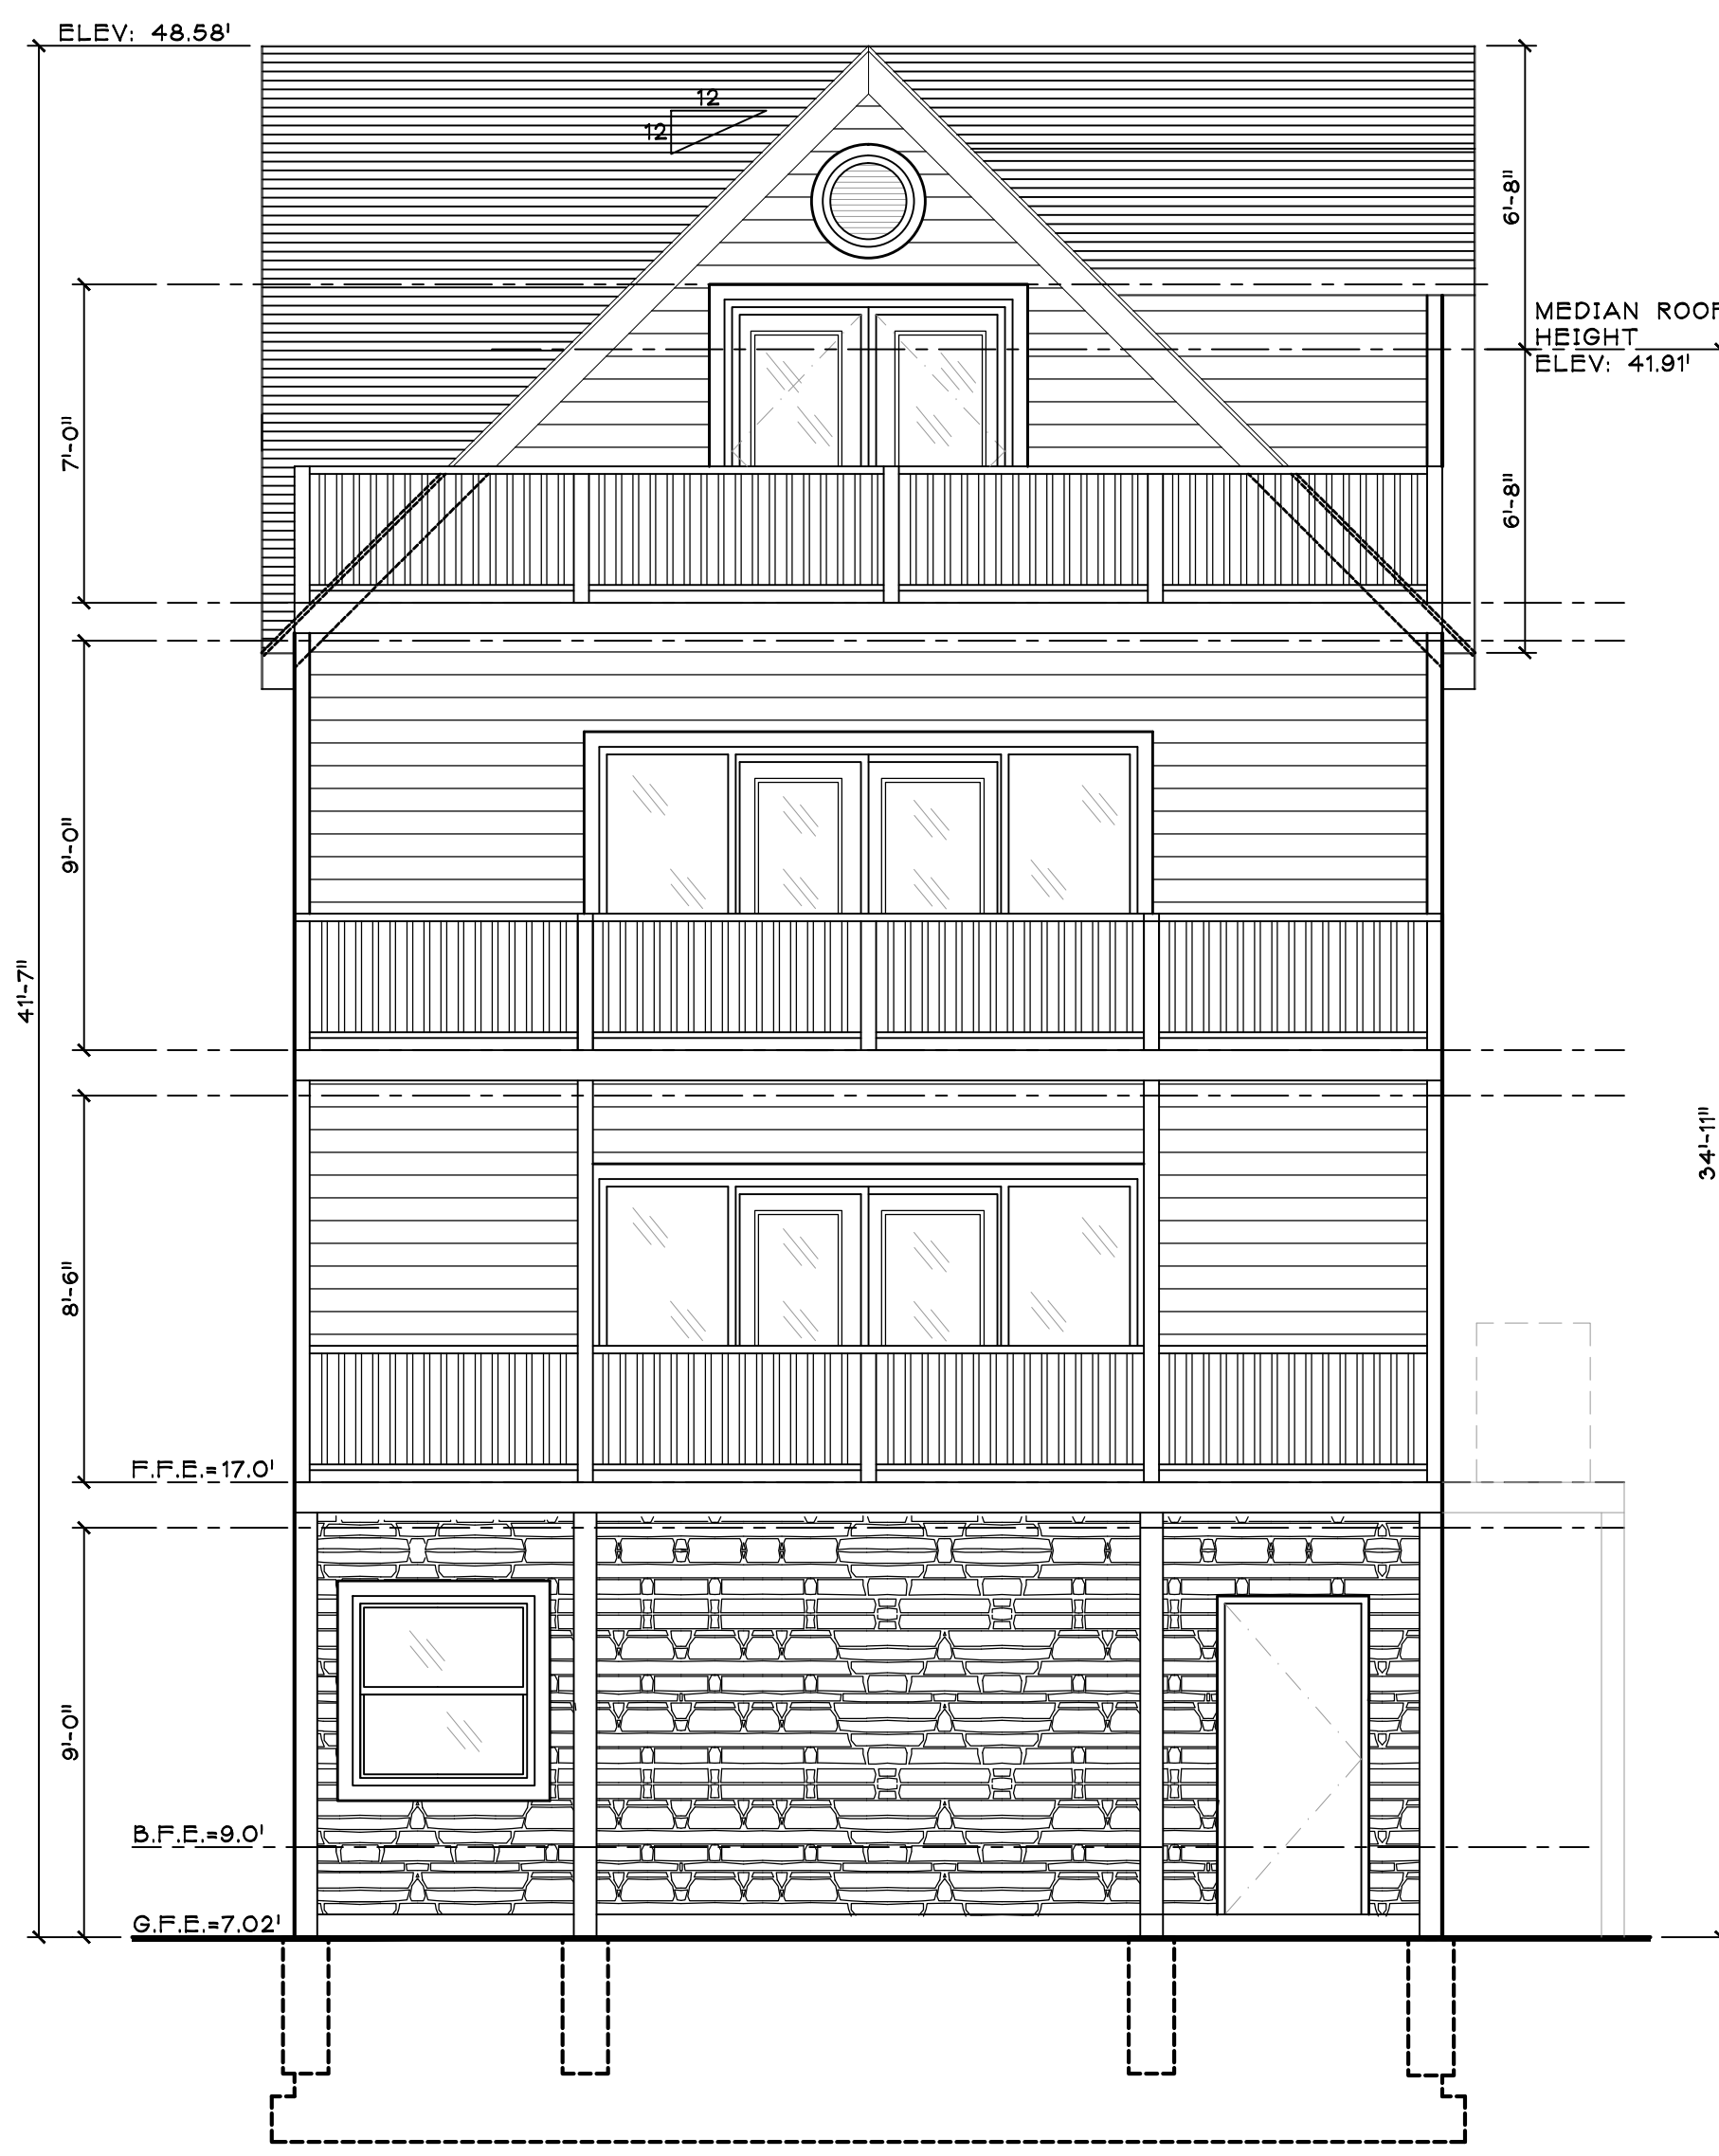 ELEV: 48.58'
12
12
6'-8"
MEDIAN ROOF
HEIGHT
ELEV: 41.91'
7'-0"
6'-8"
9'-0"
41'-7"
34'-11"
8'-6"
F.F.E.=17.0'
9'-0"
B.F.E.=9.0'
G.F.E.=7.02'